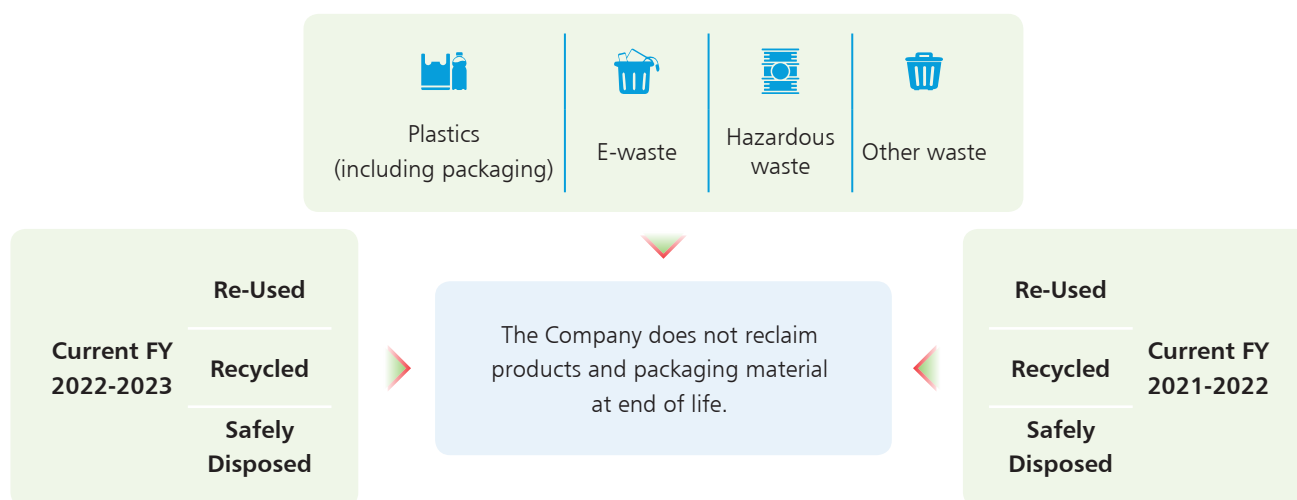 Plastics
(including packaging)
E-waste
Hazardous
waste
Other waste
Current FY
2022-2023
Re-Used
Recycled
Safely
Disposed
The Company does not reclaim
products and packaging material
at end of life.
Re-Used
Recycled
Safely
Disposed
Current FY
2021-2022